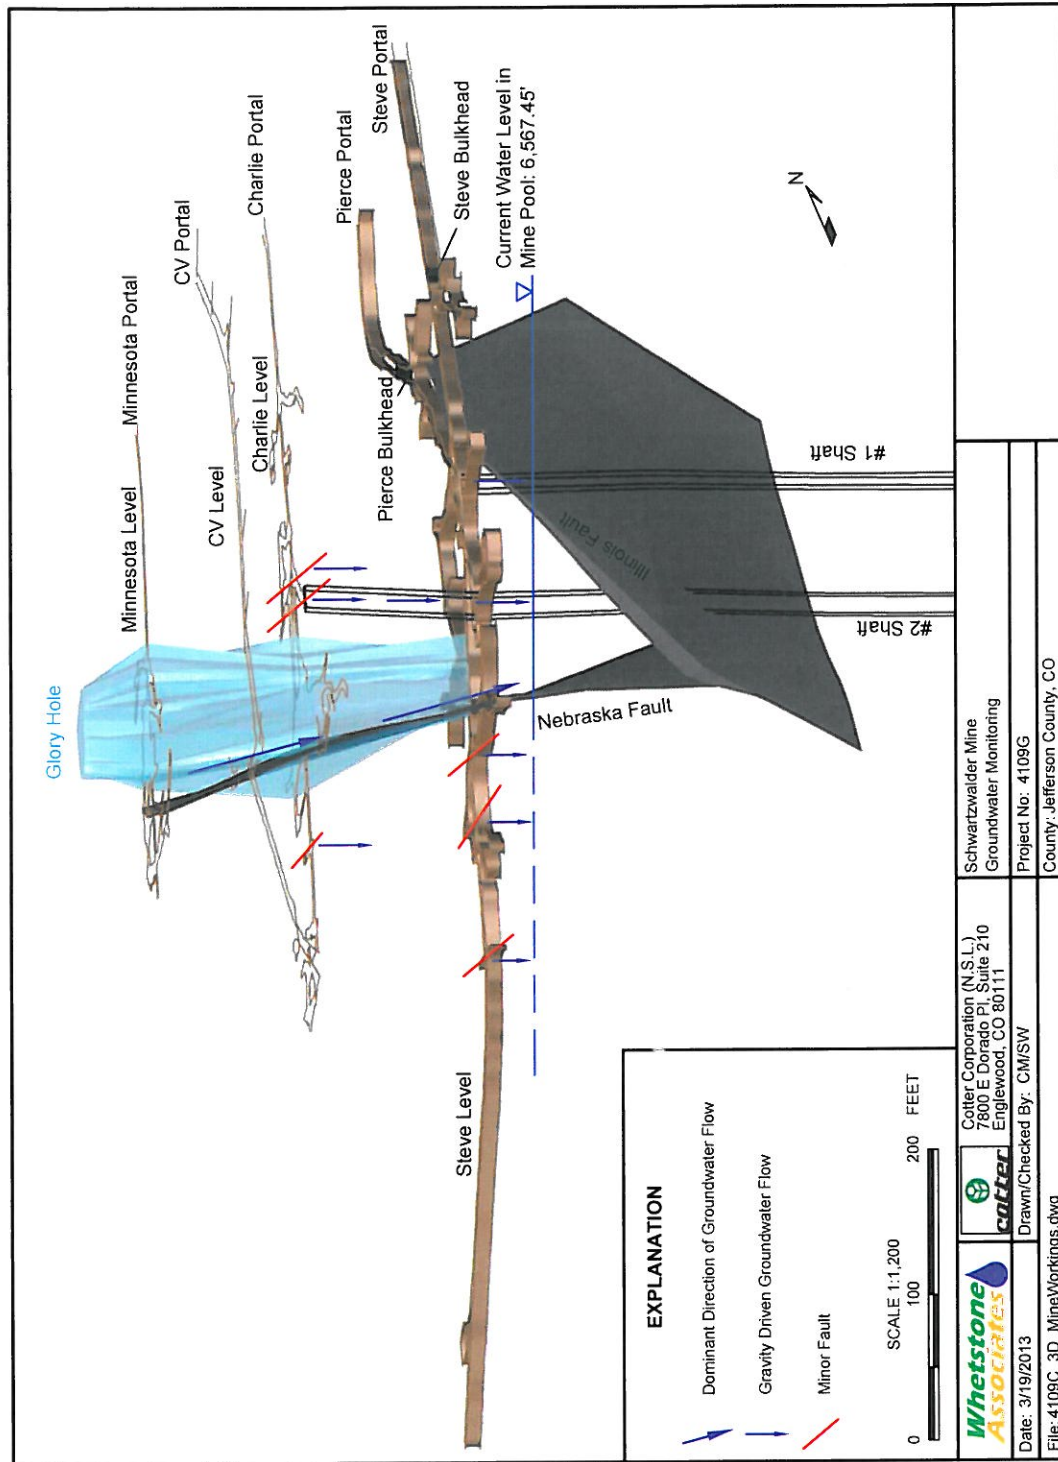 Glory Hole
Minnesota Level
Minnesota Portal
CV Portal
CV Level
Charlie Level
Charlie Portal
Pierce Portal
Steve Portal
Pierce Bulkhead
Steve Bulkhead
Current Water Level in
Mine Pool: 6,567.45'
Steve Level
Nebraska Fault
Illinois Fault
#2 Shaft
#1 Shaft
N
EXPLANATION
Dominant Direction of Groundwater Flow
Gravity Driven Groundwater Flow
Minor Fault
SCALE 1:1,200
0
100
200
FEET
Whetstone
Associates
cotter
Cotter Corporation (N.S.L.)
7800 E Dorado Pl, Suite 210
Englewood, CO 80111
Schwartzwalder Mine
Groundwater Monitoring
Date: 3/19/2013
Drawn/Checked By: CM/SW
Project No: 4109G
File: 4109C_3D_MineWorkings.dwg
County: Jefferson County, CO